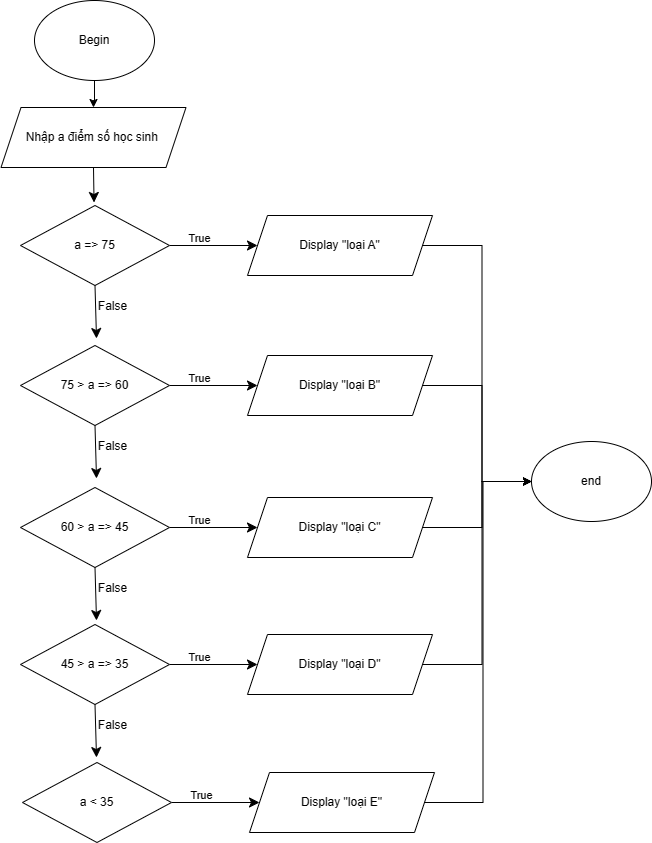 Begin
Nhập a điểm số học sinh
a => 75
True
Display "loại A"
False
75 > a => 60
True
Display "loại B"
False
60 > a => 45
True
Display "loại C"
end
False
45 > a => 35
True
Display "loại D"
False
a < 35
True
Display "loại E"